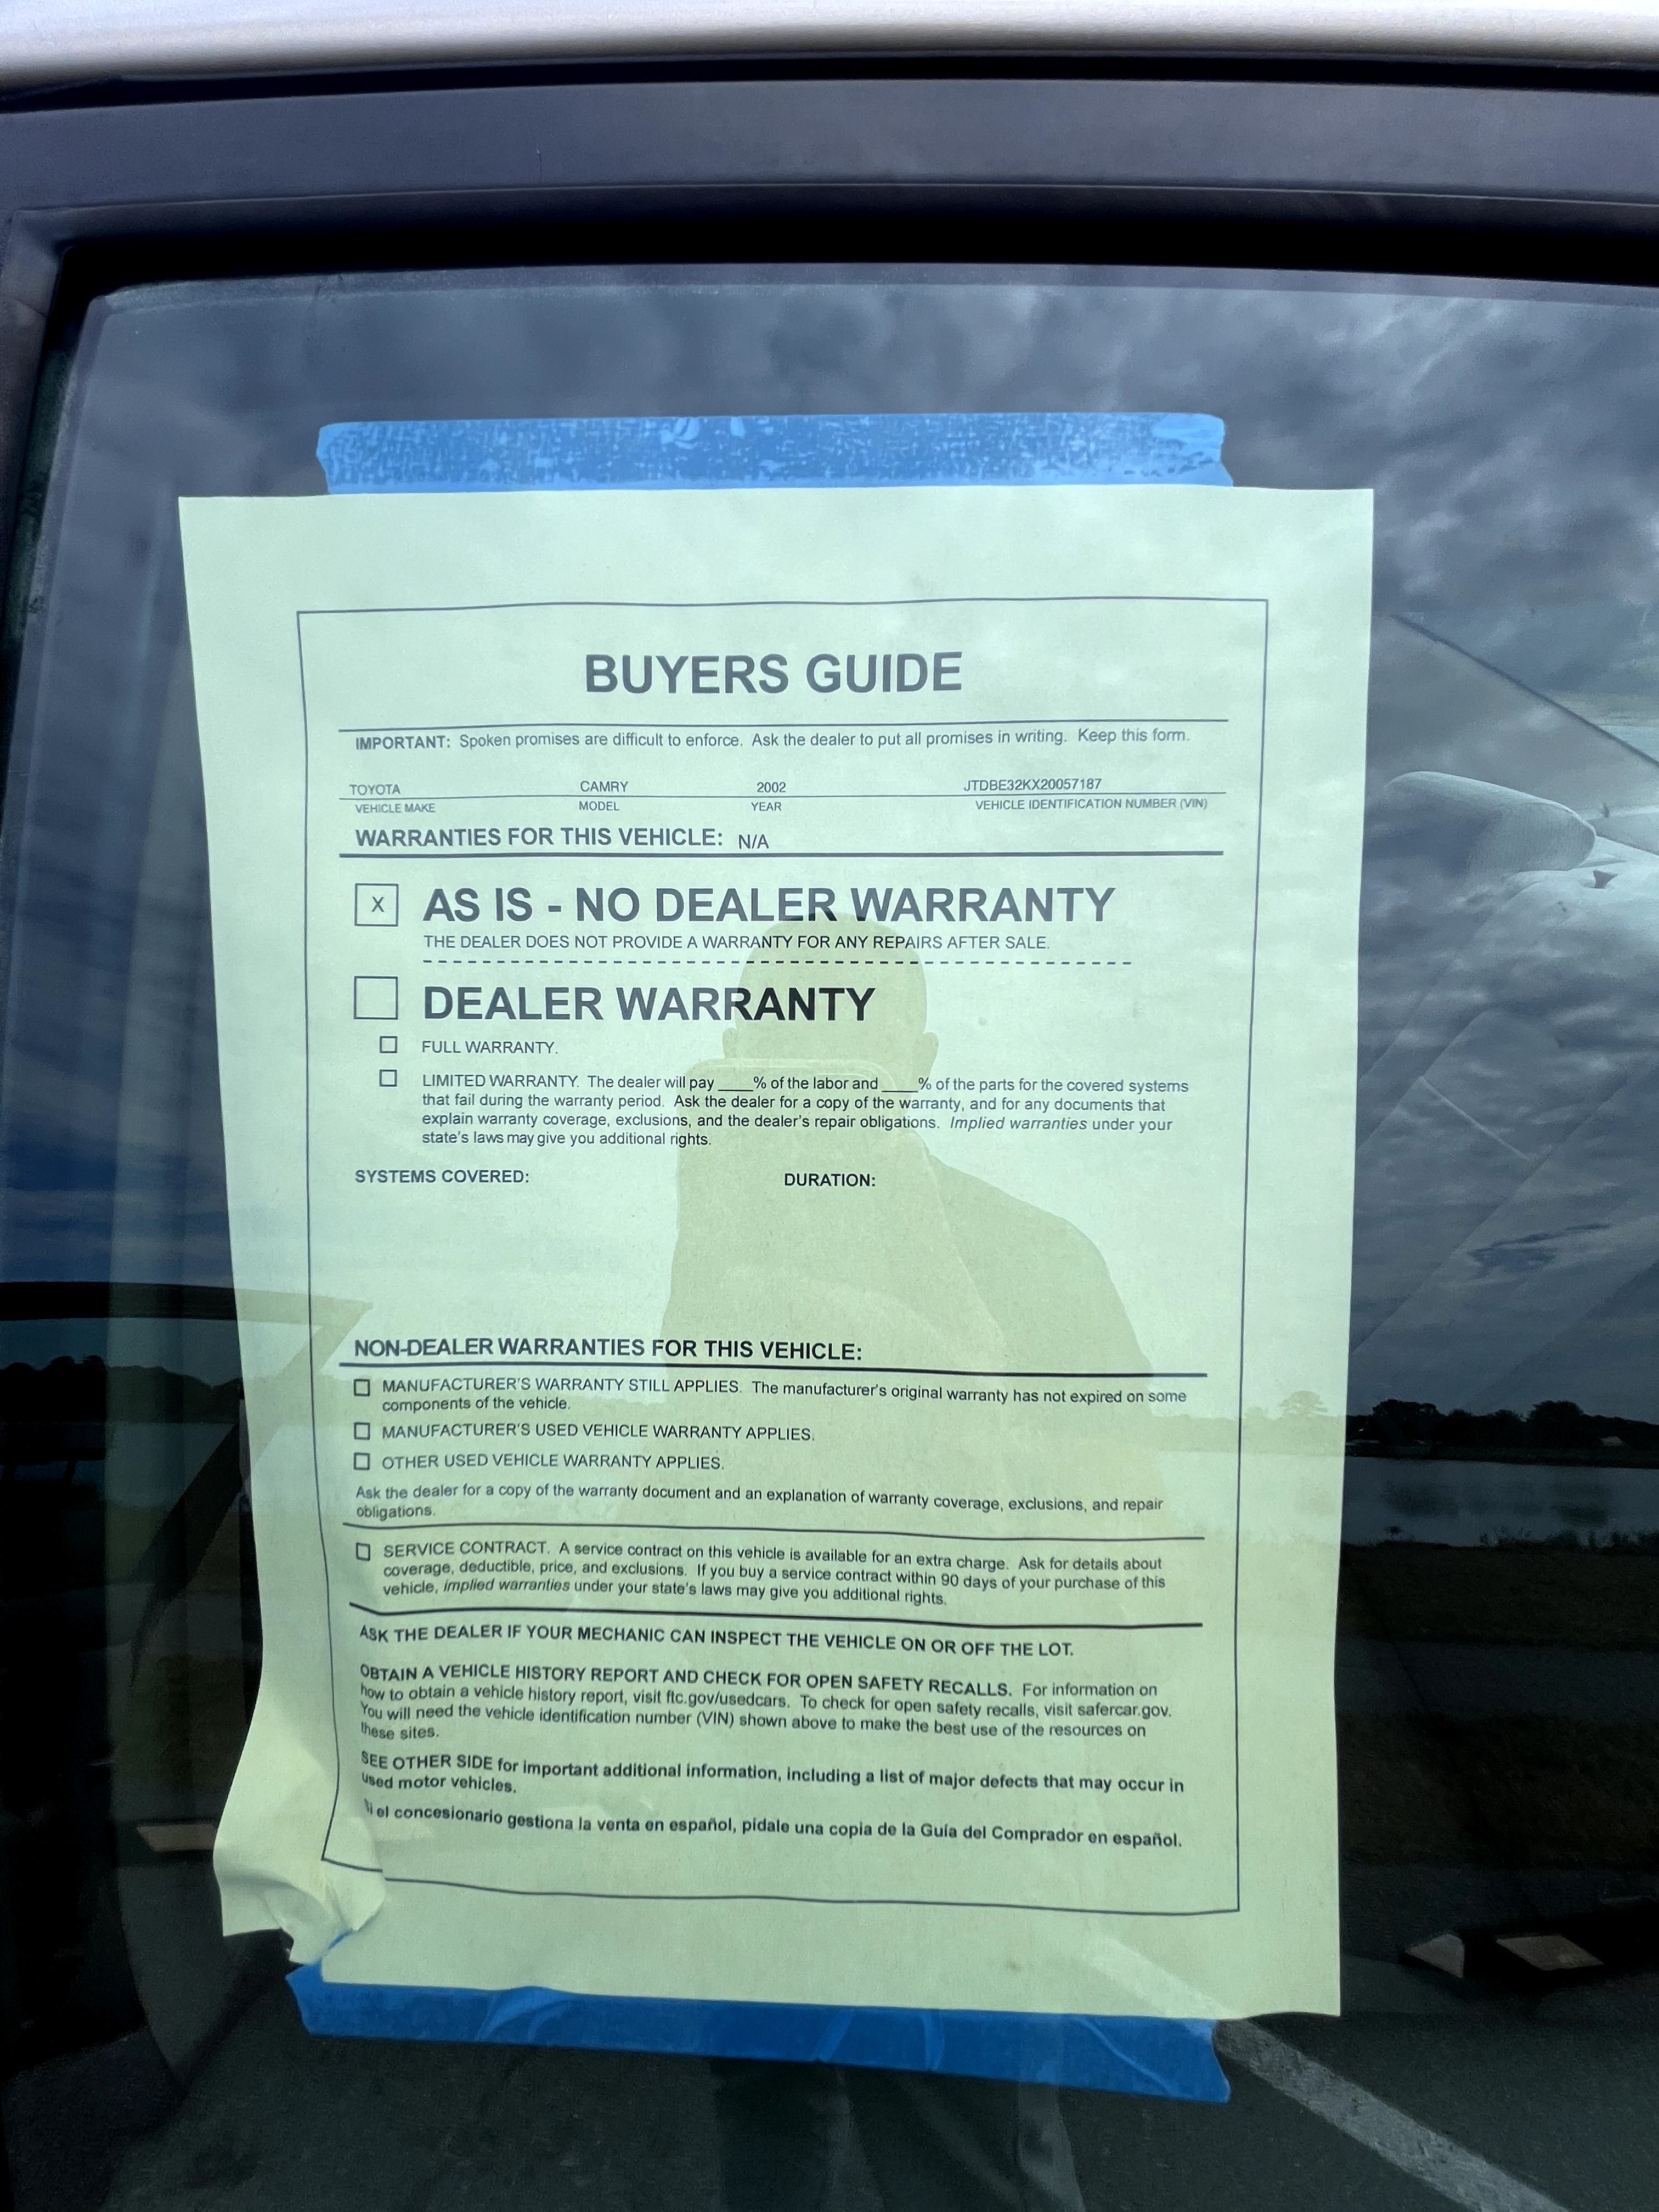 BUYERS GUIDE
IMPORTANT: Spoken promises are difficult to enforce. Ask the dealer to put all promises in writing. Keep this form.
TOYOTA CAMRY 2002 JTDBE32KX20057187
VEHICLE MAKE MODEL YEAR VEHICLE IDENTIFICATION NUMBER (VIN)
WARRANTIES FOR THIS VEHICLE: N/A
X AS IS - NO DEALER WARRANTY
THE DEALER DOES NOT PROVIDE A WARRANTY FOR ANY REPAIRS AFTER SALE.
DEALER WARRANTY
FULL WARRANTY.
LIMITED WARRANTY. The dealer will pay ____% of the labor and ____% of the parts for the covered systems
that fail during the warranty period. Ask the dealer for a copy of the warranty, and for any documents that
explain warranty coverage, exclusions, and the dealer's repair obligations. Implied warranties under your
state's laws may give you additional rights.
SYSTEMS COVERED: DURATION:
NON-DEALER WARRANTIES FOR THIS VEHICLE:
MANUFACTURER'S WARRANTY STILL APPLIES. The manufacturer's original warranty has not expired on some
components of the vehicle.
MANUFACTURER'S USED VEHICLE WARRANTY APPLIES.
OTHER USED VEHICLE WARRANTY APPLIES.
Ask the dealer for a copy of the warranty document and an explanation of warranty coverage, exclusions, and repair
obligations.
SERVICE CONTRACT. A service contract on this vehicle is available for an extra charge. Ask for details about
coverage, deductible, price, and exclusions. If you buy a service contract within 90 days of your purchase of this
vehicle, implied warranties under your state's laws may give you additional rights.
ASK THE DEALER IF YOUR MECHANIC CAN INSPECT THE VEHICLE ON OR OFF THE LOT.
OBTAIN A VEHICLE HISTORY REPORT AND CHECK FOR OPEN SAFETY RECALLS. For information on
how to obtain a vehicle history report, visit ftc.gov/usedcars. To check for open safety recalls, visit safercar.gov.
You will need the vehicle identification number (VIN) shown above to make the best use of the resources on
these sites.
SEE OTHER SIDE for important additional information, including a list of major defects that may occur in
used motor vehicles.
el concesionario gestiona la venta en español, pídale una copia de la Guía del Comprador en español.